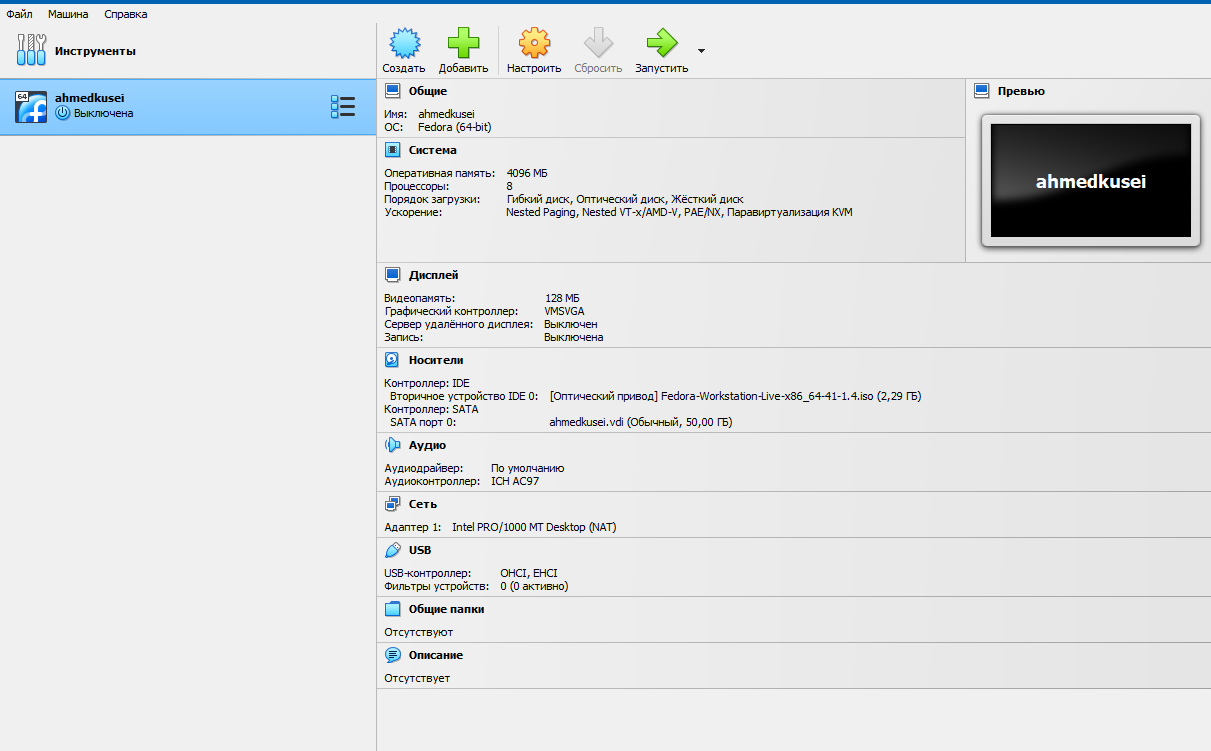 Файл Машина Справка
Инструменты
64
ahmedkusei
Выключена
Создать Добавить Настроить Сбросить Запустить
Общие
Имя: ahmedkusei
ОС: Fedora (64-bit)
Превью
ahmedkusei
Система
Оперативная память: 4096 МБ
Процессоры: 8
Порядок загрузки: Гибкий диск, Оптический диск, Жёсткий диск
Ускорение: Nested Paging, Nested VT-x/AMD-V, PAE/NX, Паравиртуализация KVM
Дисплей
Видеопамять: 128 МБ
Графический контроллер: VMSVGA
Сервер удалённого дисплея: Выключен
Запись: Выключена
Носители
Контроллер: IDE
Вторичное устройство IDE 0: [Оптический привод] Fedora-Workstation-Live-x86_64-41-1.4.iso (2,29 ГБ)
Контроллер: SATA
SATA порт 0: ahmedkusei.vdi (Обычный, 50,00 ГБ)
Аудио
Аудиодрайвер: По умолчанию
Аудиоконтроллер: ICH AC97
Сеть
Адаптер 1: Intel PRO/1000 MT Desktop (NAT)
USB
USB-контроллер: OHCI, EHCI
Фильтры устройств: 0 (0 активно)
Общие папки
Отсутствуют
Описание
Отсутствует